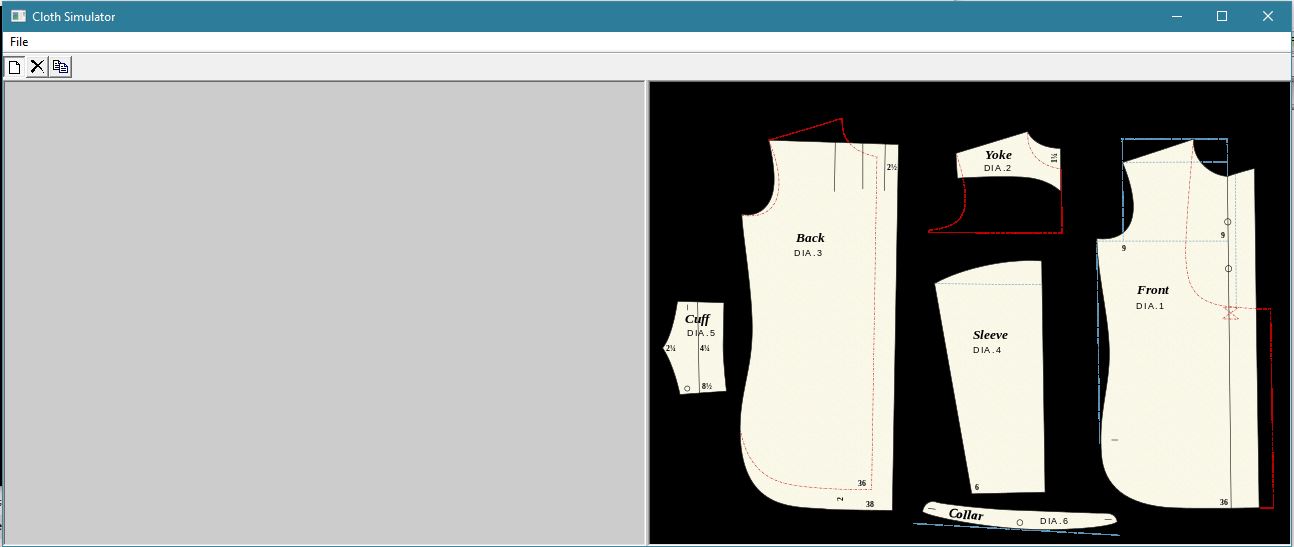 Cloth Simulator
File
Back
DIA.3
2½
36
2
38
Yoke
DIA.2
1¾
Front
DIA.1
9
9
36
Cuff
DIA.5
2¼
4¼
8½
Sleeve
DIA.4
6
Collar
DIA.6